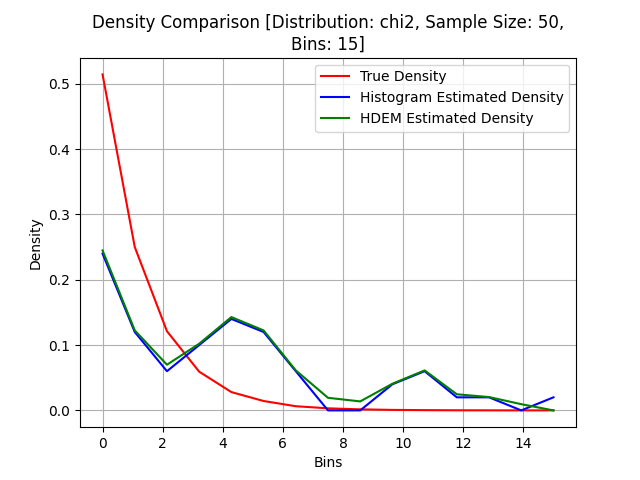 Density Comparison [Distribution: chi2, Sample Size: 50,
Bins: 15]
True Density
Histogram Estimated Density
HDEM Estimated Density
Density
0.5
0.4
0.3
0.2
0.1
0.0
0 2 4 6 8 10 12 14
Bins